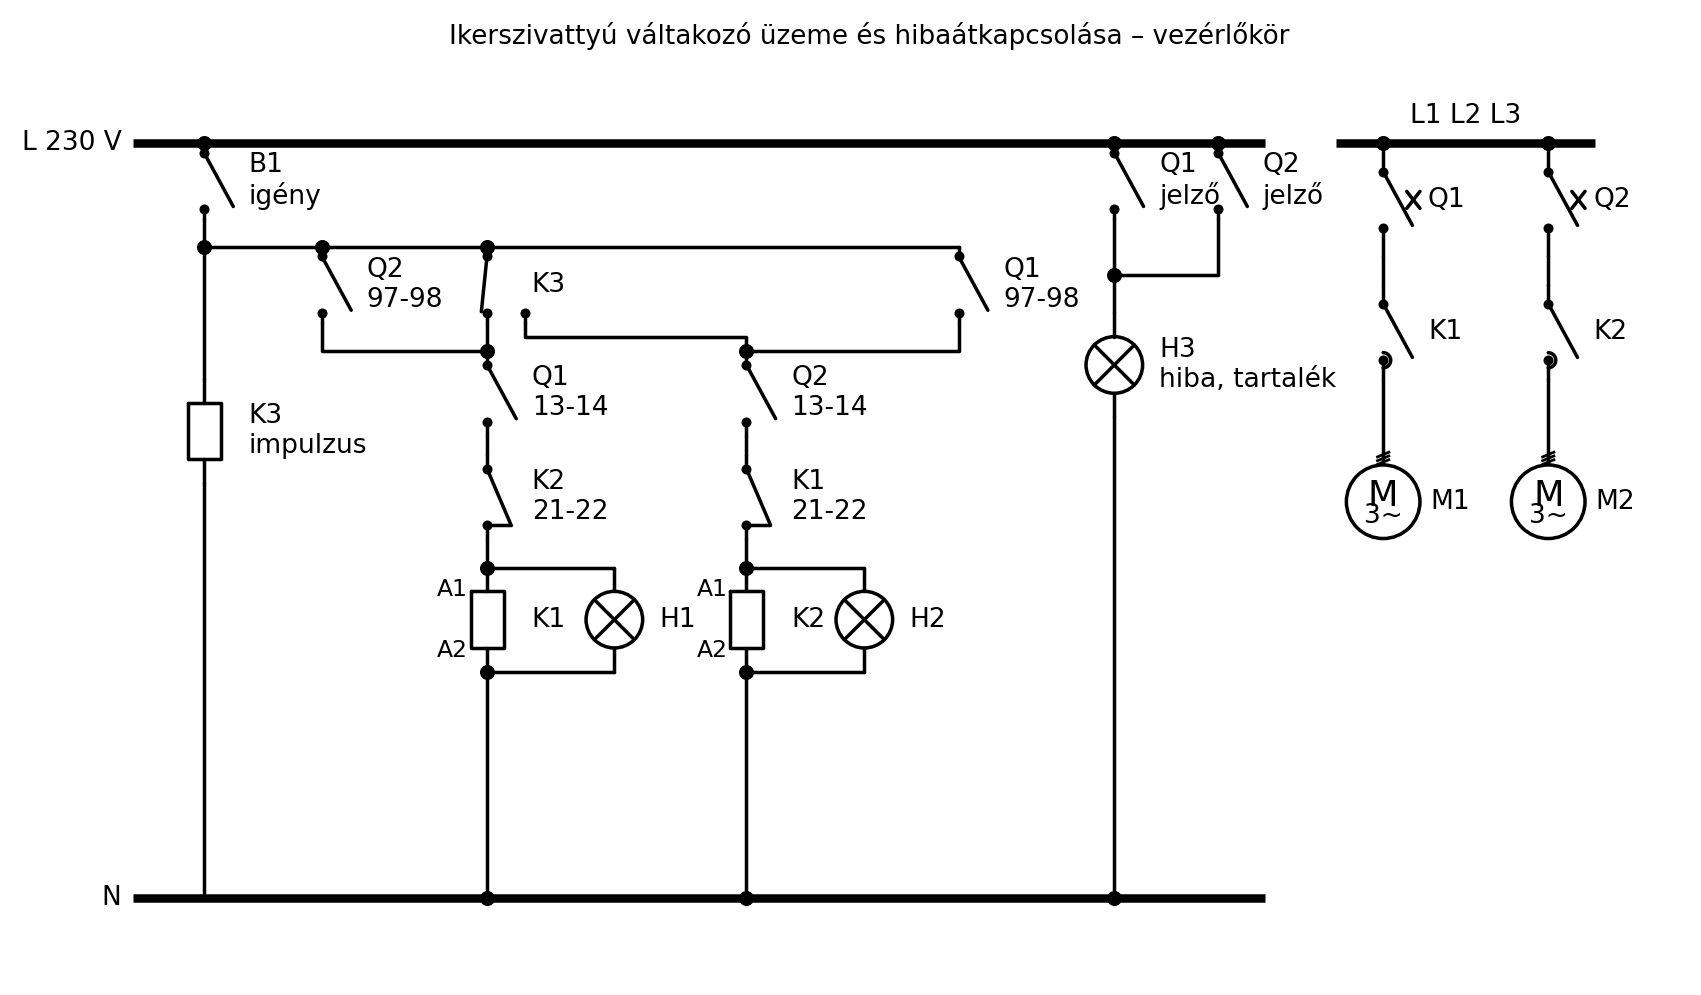 Ikerszivattyú váltakozó üzeme és hibaátkapcsolása – vezérlőkör
L1 L2 L3
L 230 V
B1
igény
Q1
jelző
Q2
jelző
Q1
Q2
Q2
97-98
K3
Q1
97-98
K1
K2
H3
hiba, tartalék
Q1
13-14
Q2
13-14
K3
impulzus
K2
21-22
K1
21-22
M
3~
M1
M
3~
M2
A1
K1
H1
A2
A1
K2
H2
A2
N